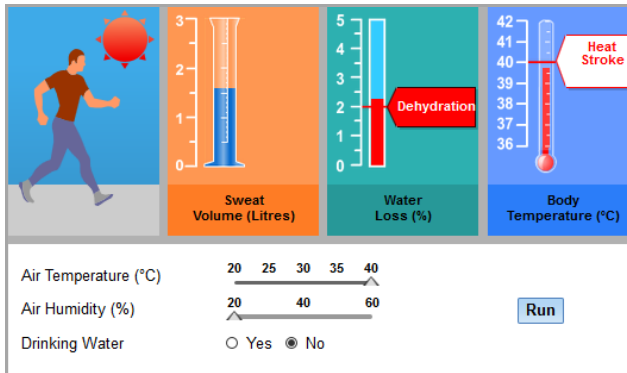 3
2
1
0
Sweat
Volume (Litres)
5
4
3
2
1
0
Dehydration
Water
Loss (%)
42
41
40
39
38
37
36
Heat
Stroke
Body
Temperature (°C)
Air Temperature (°C) 20 25 30 35 40
Air Humidity (%) 20 40 60
Run
Drinking Water Yes No